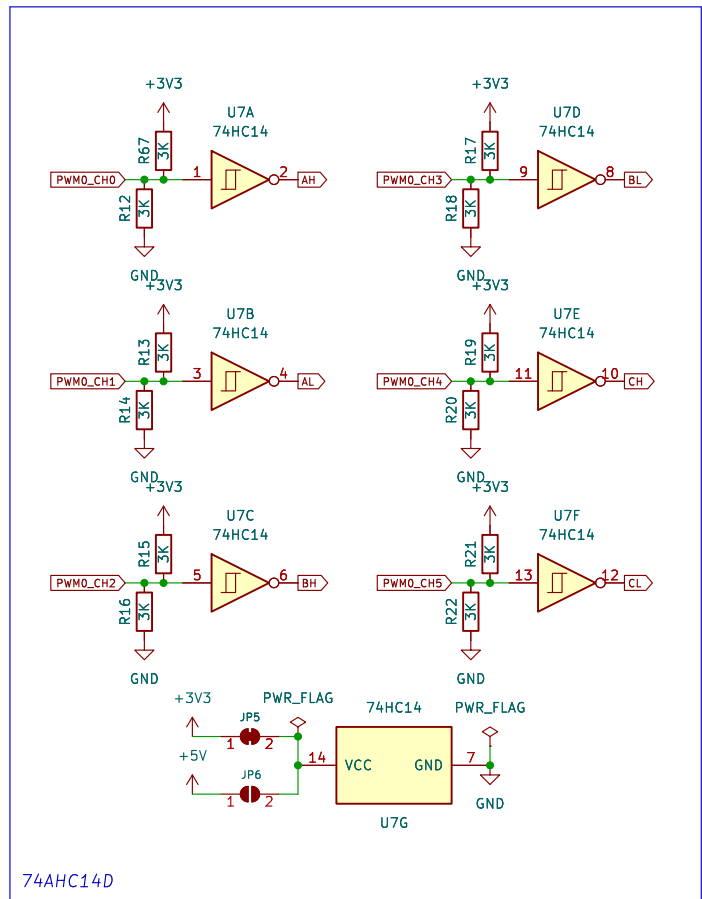 +3V3
R67
3K
U7A
74HC14
PWM0_CH0
1
2
AH
R12
3K
GND
+3V3
R17
3K
U7D
74HC14
PWM0_CH3
9
8
BL
R18
3K
GND
+3V3
R13
3K
U7B
74HC14
PWM0_CH1
3
4
AL
R14
3K
GND
+3V3
R19
3K
U7E
74HC14
PWM0_CH4
11
10
CH
R20
3K
GND
+3V3
R15
3K
U7C
74HC14
PWM0_CH2
5
6
BH
R16
3K
GND
+3V3
R21
3K
U7F
74HC14
PWM0_CH5
13
12
CL
R22
3K
GND
+3V3
JP5
1
2
PWR_FLAG
+5V
JP6
1
2
74HC14
14
VCC
GND
7
U7G
PWR_FLAG
GND
74AHC14D